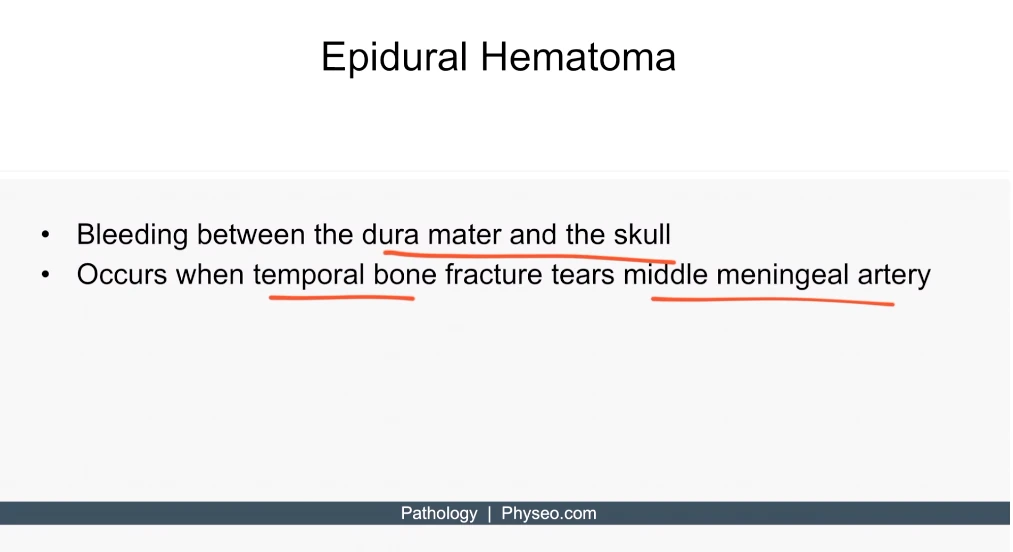 Epidural Hematoma
• Bleeding between the dura mater and the skull
• Occurs when temporal bone fracture tears middle meningeal artery
Pathology | Physeo.com